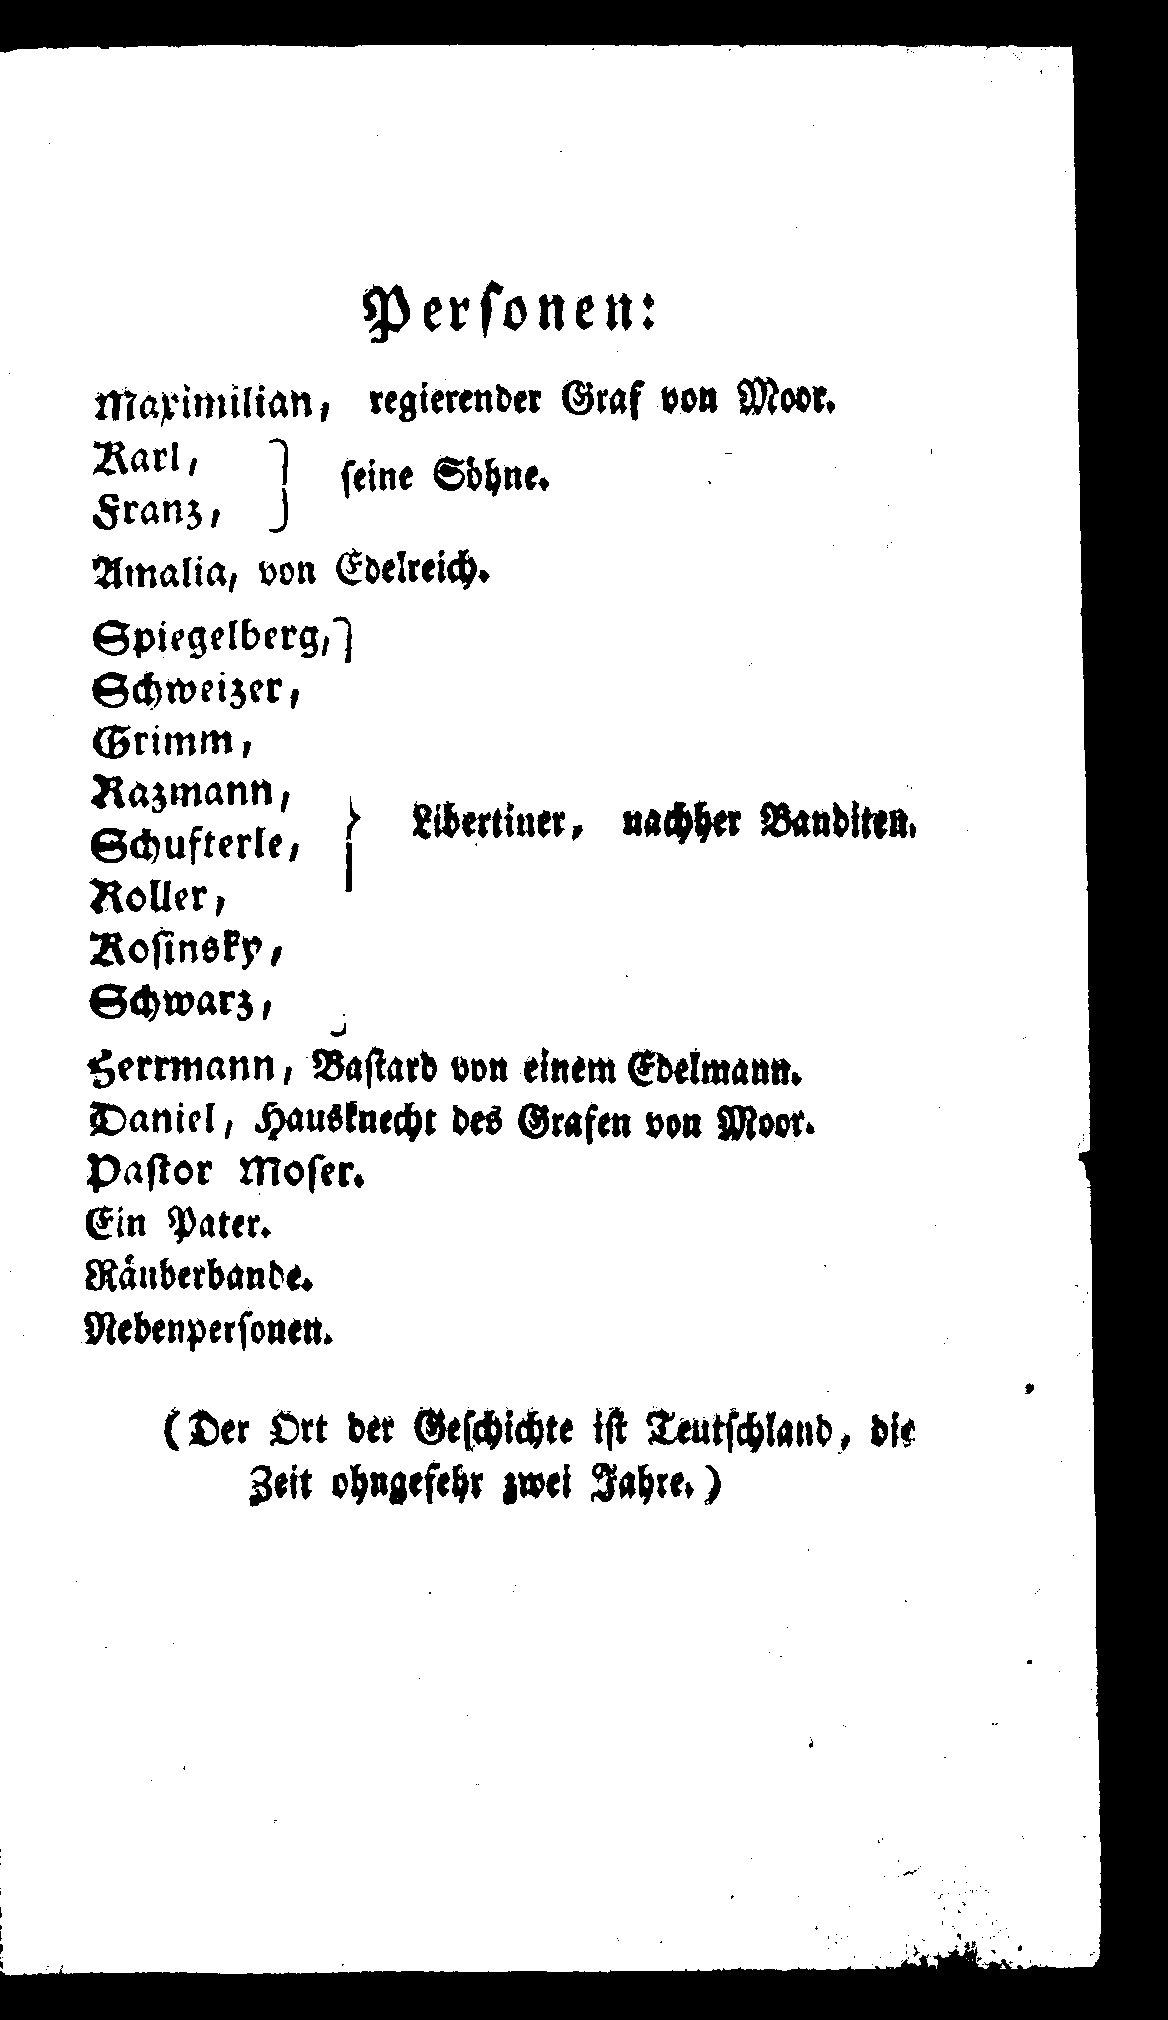 Perſonen:
Maximilian, regierender Graf von Moor.
Karl,
ſeine Söhne.
Franz,
Amalia, von Edelreich.
Spiegelberg,
Schweizer,
Grimm,
Razmann,
Libertiner, nachher Banditen.
Schufterle,
Roller,
Koſinsky,
Schwarz,
Herrmann, Baſtard von einem Edelmann.
Daniel, Hausknecht des Grafen von Moor.
Paſtor Moſer.
Ein Pater.
Räuberbande.
Nebenperſonen.
(Der Ort der Geſchichte iſt Teutſchland, die
Zeit ohngefehr zwei Jahre.)